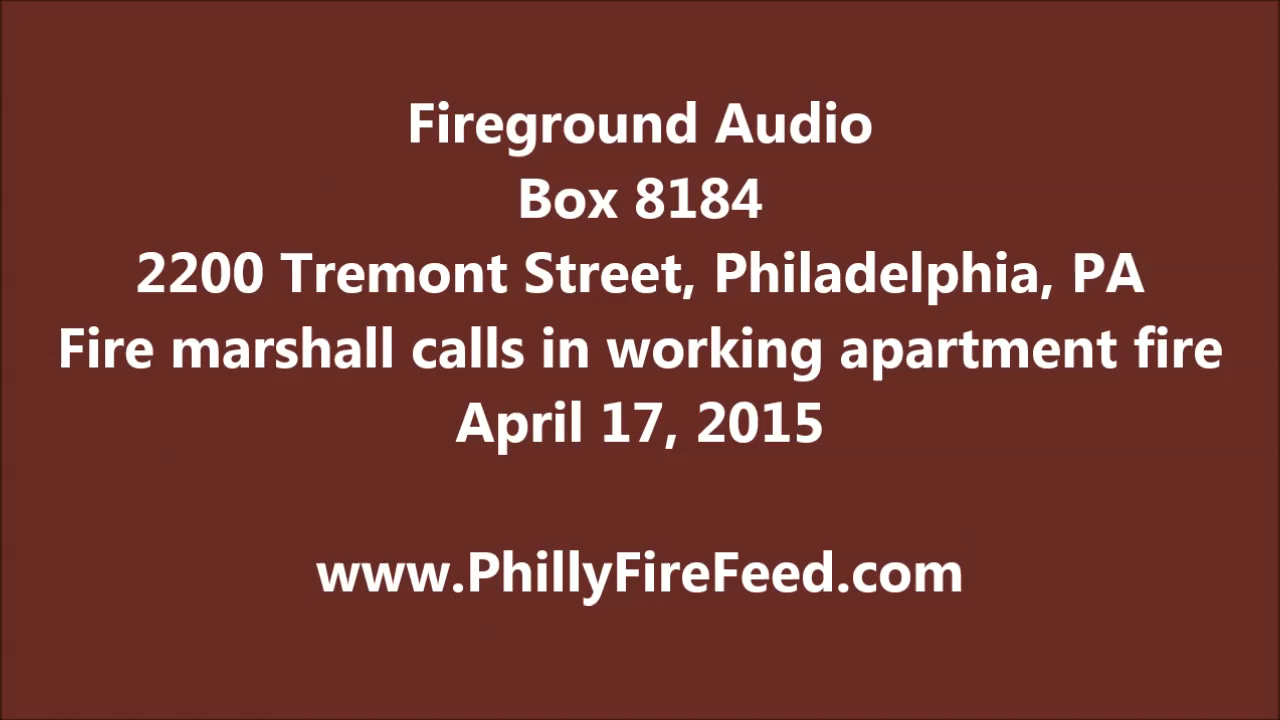 Fireground Audio
Box 8184
2200 Tremont Street, Philadelphia, PA
Fire marshall calls in working apartment fire
April 17, 2015
www.PhillyFireFeed.com